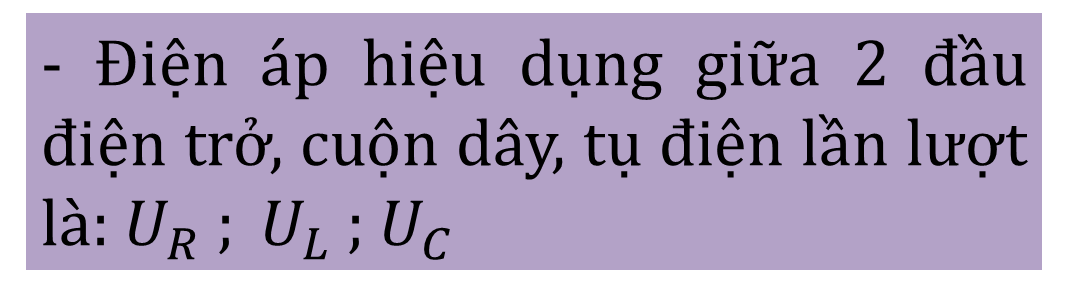 - Điện áp hiệu dụng giữa 2 đầu
điện trở, cuộn dây, tụ điện lần lượt
là: U_R ; U_L ; U_C